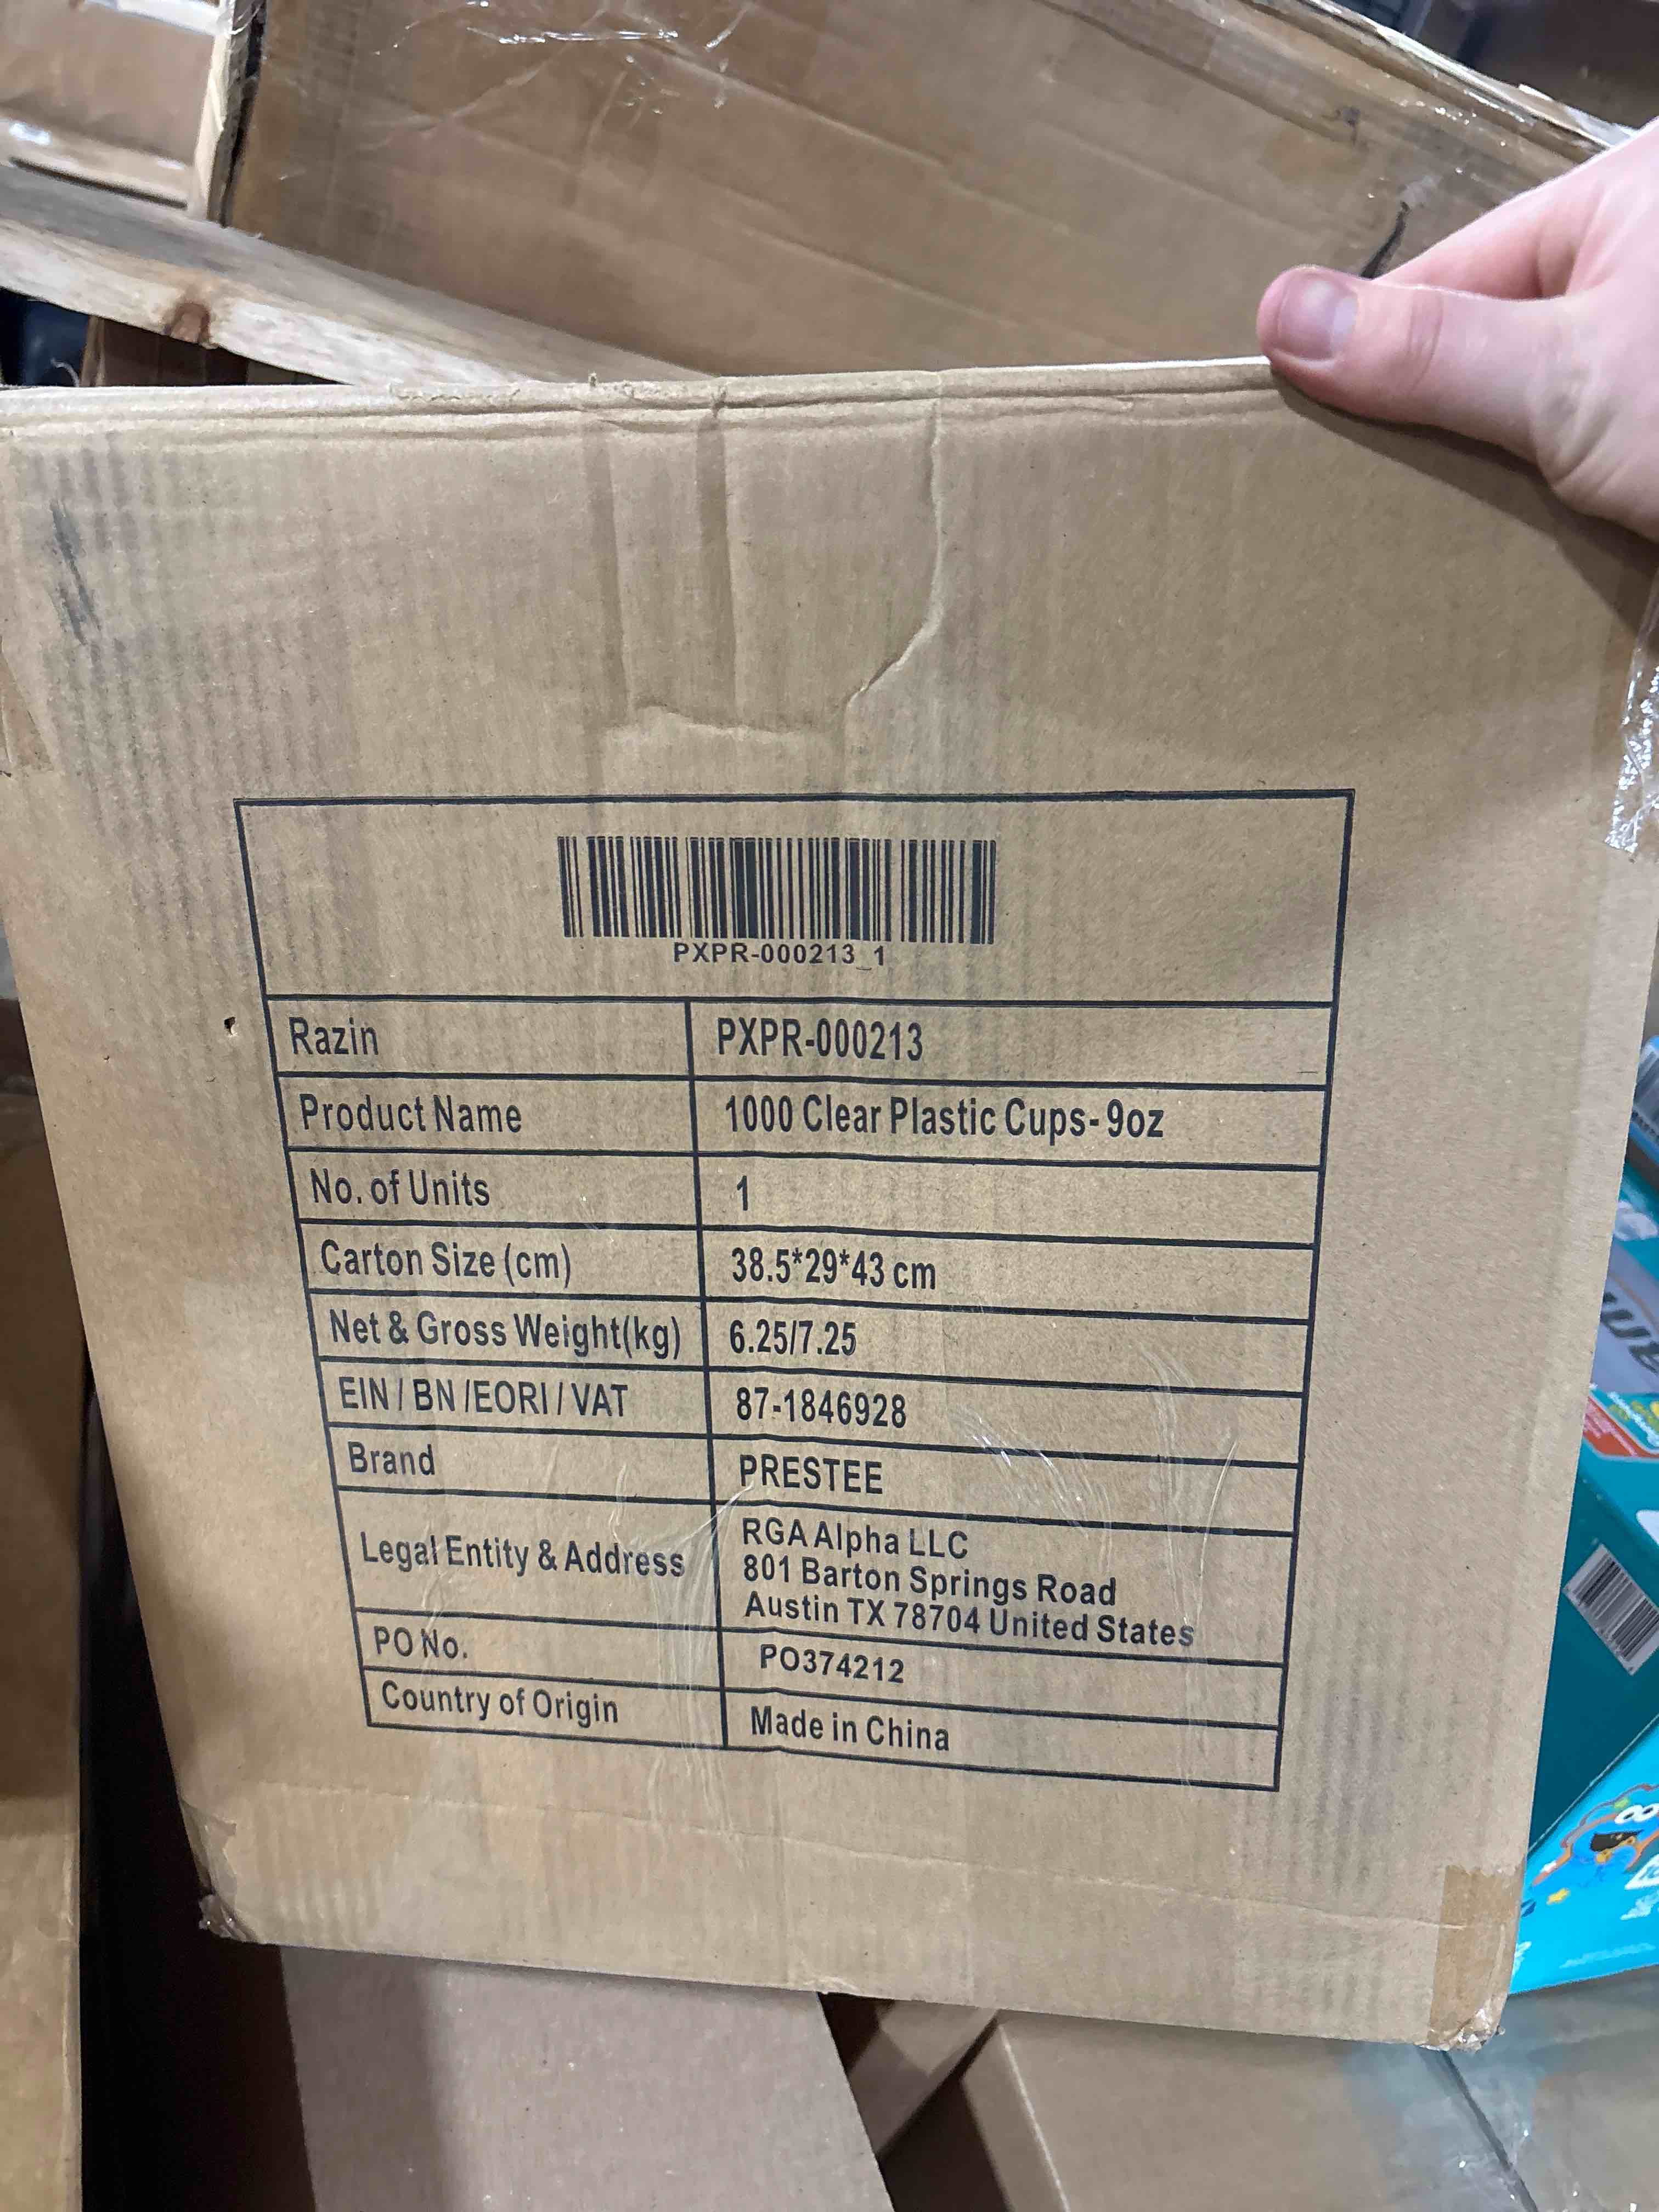 PXPR-000213_1
Razin PXPR-000213
Product Name 1000 Clear Plastic Cups- 9oz
No. of Units 1
Carton Size (cm) 38.5*29*43 cm
Net & Gross Weight(kg) 6.25/7.25
EIN / BN /EORI / VAT 87-1846928
Brand PRESTEE
Legal Entity & Address RGA Alpha LLC
801 Barton Springs Road
Austin TX 78704 United States
PO No. PO374212
Country of Origin Made in China